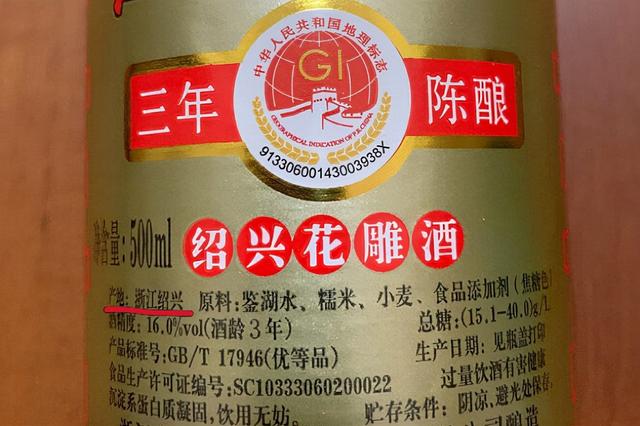 中华人民共和国地理标志
GI
GEOGRAPHICAL INDICATION OF P.R.CHINA
91330600143003938X
三年 陈酿
净含量:500ml 绍兴花雕酒
产地:浙江绍兴 原料:鉴湖水、糯米、小麦、食品添加剂(焦糖色)
酒精度:16.0%vol(酒龄3年) 总糖:(15.1-40.0)g/L
产品标准号:GB/T 17946(优等品) 生产日期:见瓶盖打印
食品生产许可证编号:SC10333060200022 过量饮酒有害健康
沉淀系蛋白质凝固,饮用无妨。 贮存条件:阴凉,避光处保存。